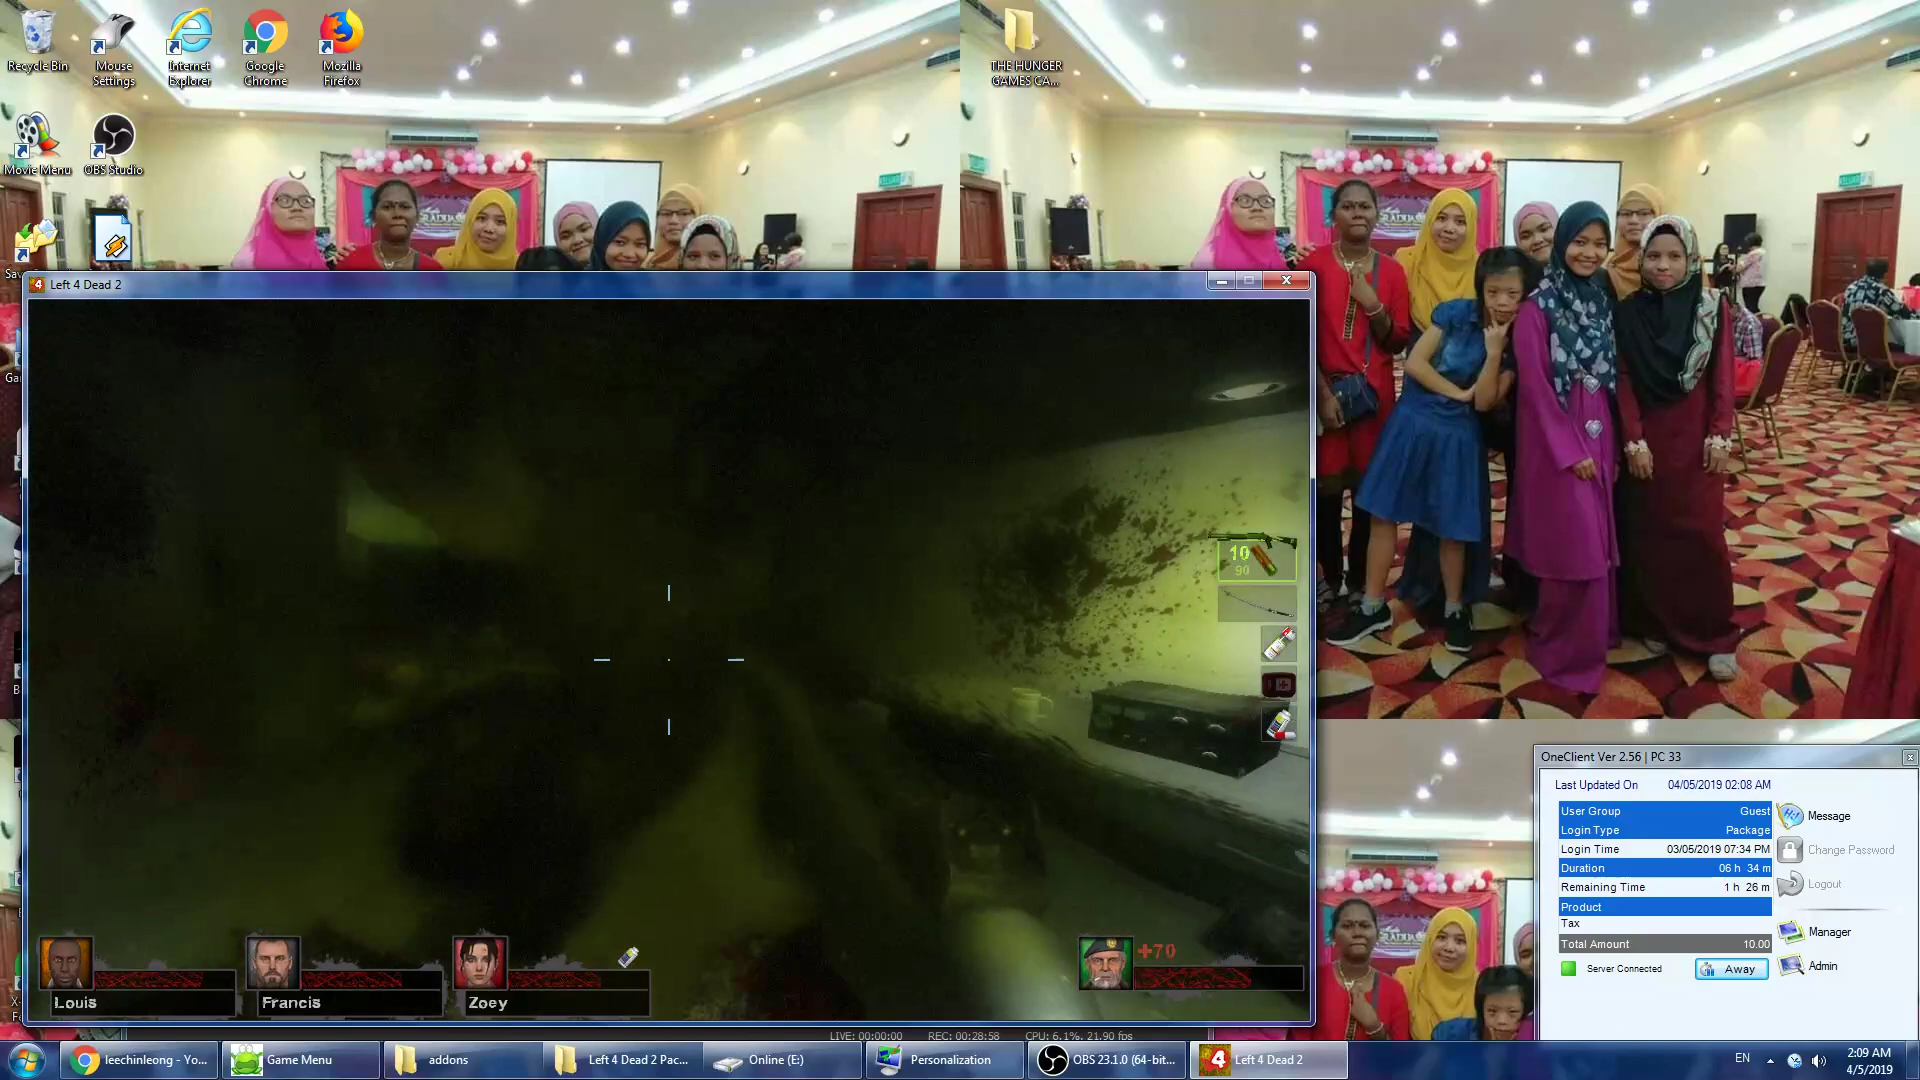 Recycle Bin
Mouse Settings
Internet Explorer
Google Chrome
Mozilla Firefox
THE HUNGER GAMES CA...
Movie Menu
OBS Studio
KELUAR
KELUAR
Left 4 Dead 2
10
90
+70
Louis
Francis
Zoey
OneClient Ver 2.56 | PC 33
Last Updated On 04/05/2019 02:08 AM
User Group Guest
Login Type Package
Login Time 03/05/2019 07:34 PM
Duration 06 h 34 m
Remaining Time 1 h 26 m
Product
Tax
Total Amount 10.00
Server Connected
Away
Message
Change Password
Logout
Manager
Admin
LIVE: 00:00:00 REC: 00:28:58 CPU: 6.1%, 21.90 fps
leechinleong - Yo...
Game Menu
addons
Left 4 Dead 2 Pac...
Online (E:)
Personalization
OBS 23.1.0 (64-bit...
Left 4 Dead 2
EN
2:09 AM
4/5/2019